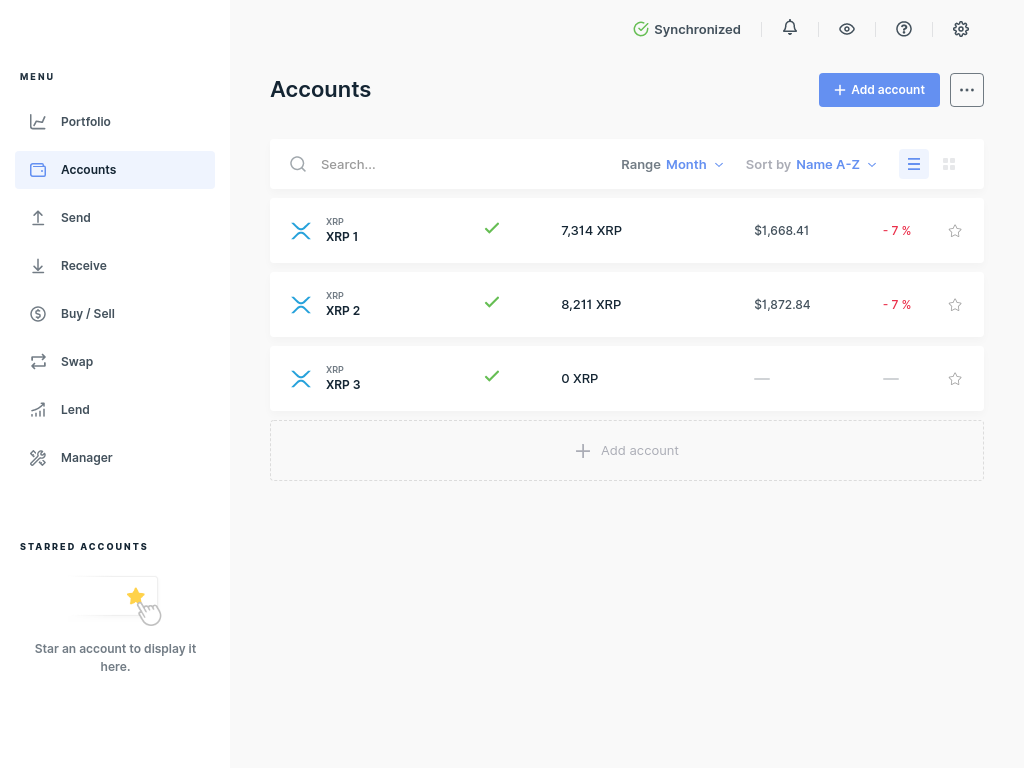 Synchronized
MENU
Portfolio
Accounts
Send
Receive
Buy / Sell
Swap
Lend
Manager
STARRED ACCOUNTS
Star an account to display it
here.
Accounts
Add account
Search...
Range Month
Sort by Name A-Z
XRP
XRP 1
7,314 XRP
$1,668.41
- 7 %
XRP
XRP 2
8,211 XRP
$1,872.84
- 7 %
XRP
XRP 3
0 XRP
—
—
Add account